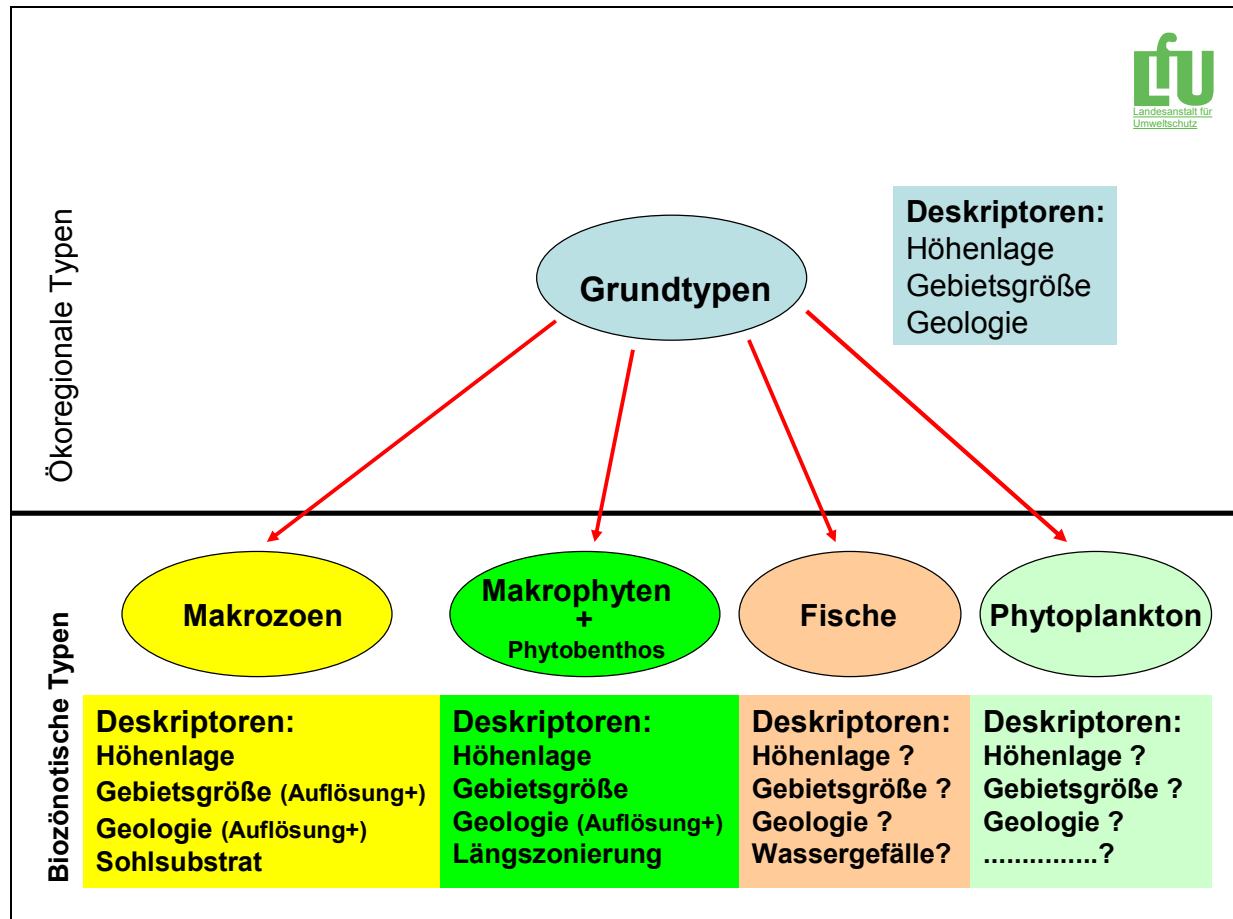 LfU
Landesanstalt für
Umweltschutz
Ökoregionale Typen
Grundtypen
Deskriptoren:
Höhenlage
Gebietsgröße
Geologie
Biozönotische Typen
Makrozoen
Makrophyten
+
Phytobenthos
Fische
Phytoplankton
Deskriptoren:
Höhenlage
Gebietsgröße (Auflösung+)
Geologie (Auflösung+)
Sohlsubstrat
Deskriptoren:
Höhenlage
Gebietsgröße
Geologie (Auflösung+)
Längszonierung
Deskriptoren:
Höhenlage ?
Gebietsgröße ?
Geologie ?
Wassergefälle?
Deskriptoren:
Höhenlage ?
Gebietsgröße ?
Geologie ?
...............?